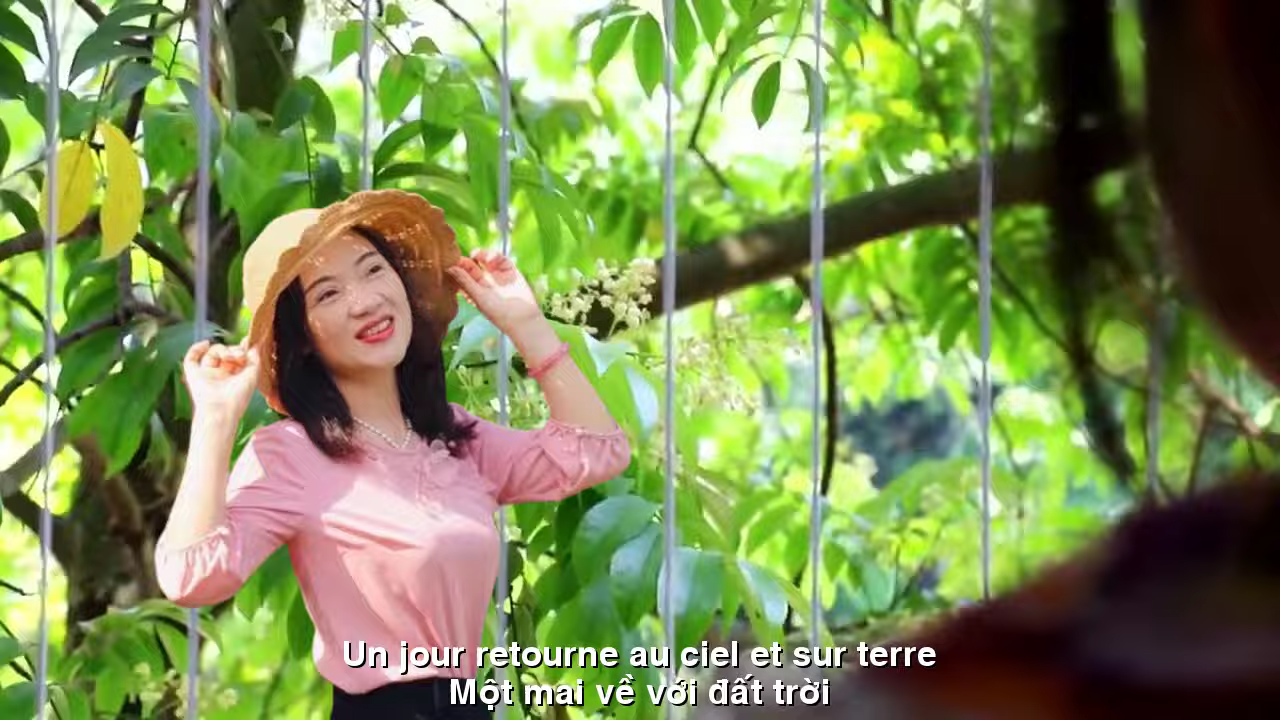 Un jour retourne au ciel et sur terre
Một mai về với đất trời